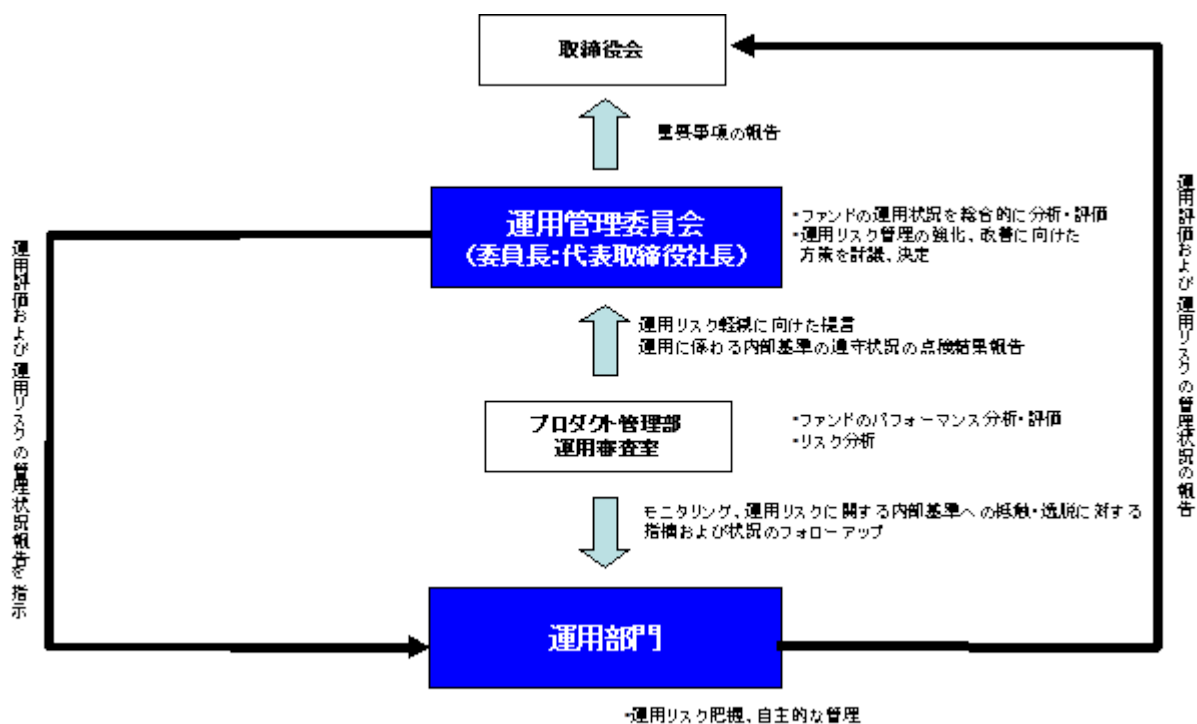 取締役会
重要事項の報告
運用管理委員会
(委員長:代表取締役社長)
・ファンドの運用状況を総合的に分析・評価
・運用リスク管理の強化、改善に向けた
方策を討議、決定
運用リスク軽減に向けた提言
運用に係わる内部基準の遵守状況の点検結果報告
プロダクト管理部
運用審査室
・ファンドのパフォーマンス分析・評価
・リスク分析
モニタリング、運用リスクに関する内部基準への抵触・逸脱に対する
指摘および状況のフォローアップ
運用部門
・運用リスク把握、自主的な管理
運用評価および運用リスクの管理状況報告を指示
運用評価および運用リスクの管理状況の報告